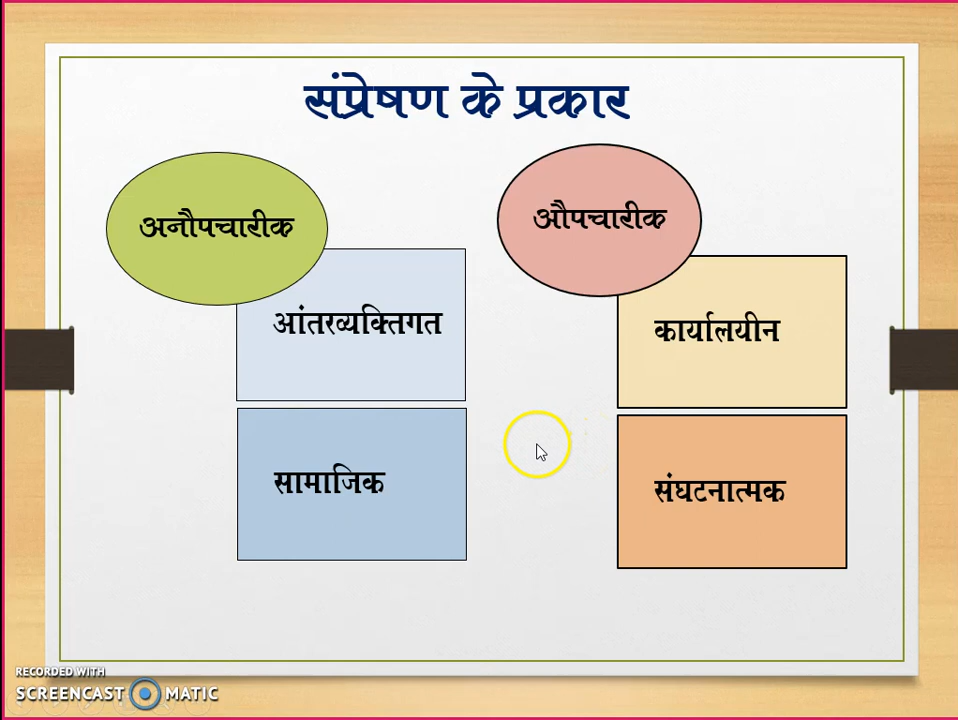 संप्रेषण के प्रकार
अनौपचारीक
आंतरव्यक्तिगत
सामाजिक
औपचारीक
कार्यालयीन
संघटनात्मक
RECORDED WITH
SCREENCAST MATIC